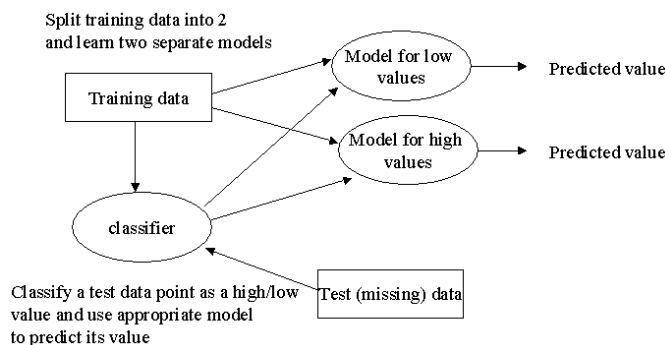 Split training data into 2
and learn two separate models
Model for low
values
Predicted value
Training data
Model for high
values
Predicted value
classifier
Classify a test data point as a high/low
value and use appropriate model
to predict its value
Test (missing) data